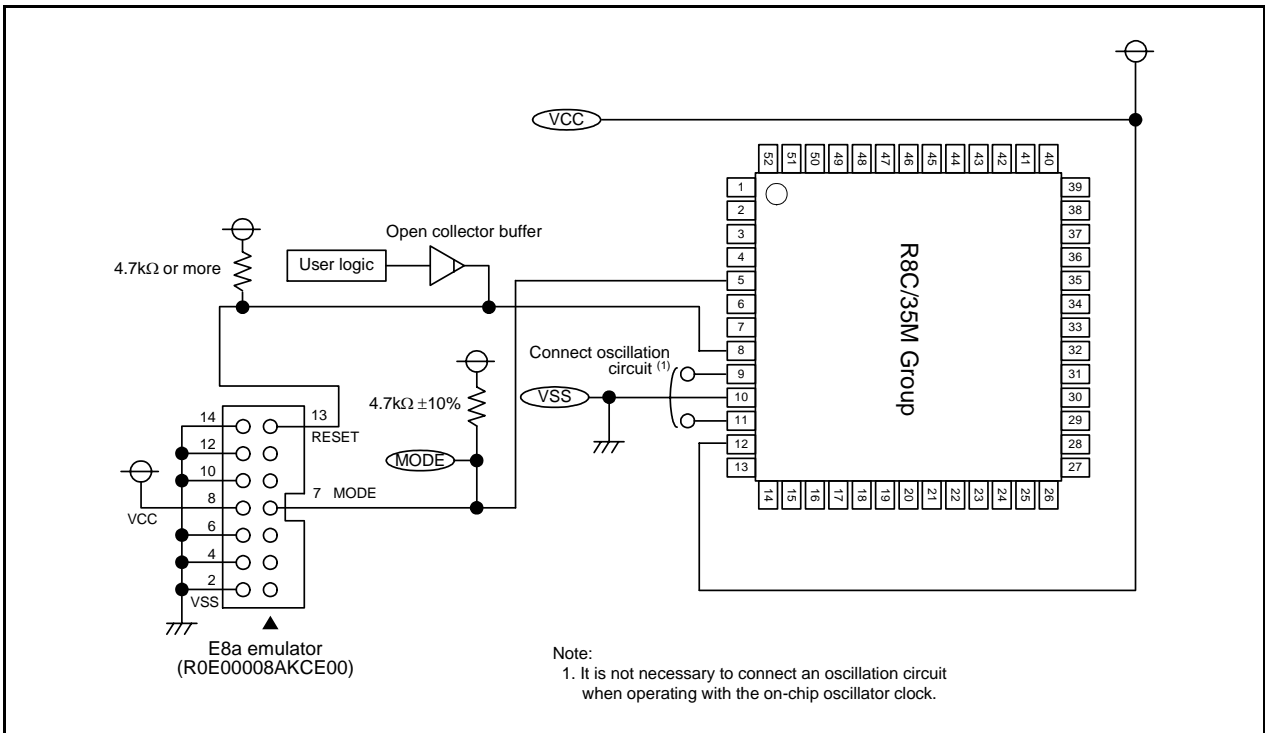 VCC
52 51 50 49 48 47 46 45 44 43 42 41 40
1
2
3
4
5
6
7
8
9
10
11
12
13
39
38
37
36
35
34
33
32
31
30
29
28
27
14 15 16 17 18 19 20 21 22 23 24 25 26
R8C/35M Group
Open collector buffer
User logic
4.7kΩ or more
Connect oscillation
circuit (1)
VSS
4.7kΩ ±10%
MODE
14
13
RESET
12
10
8
VCC
7 MODE
6
4
2
VSS
E8a emulator
(R0E00008AKCE00)
Note:
1. It is not necessary to connect an oscillation circuit
when operating with the on-chip oscillator clock.